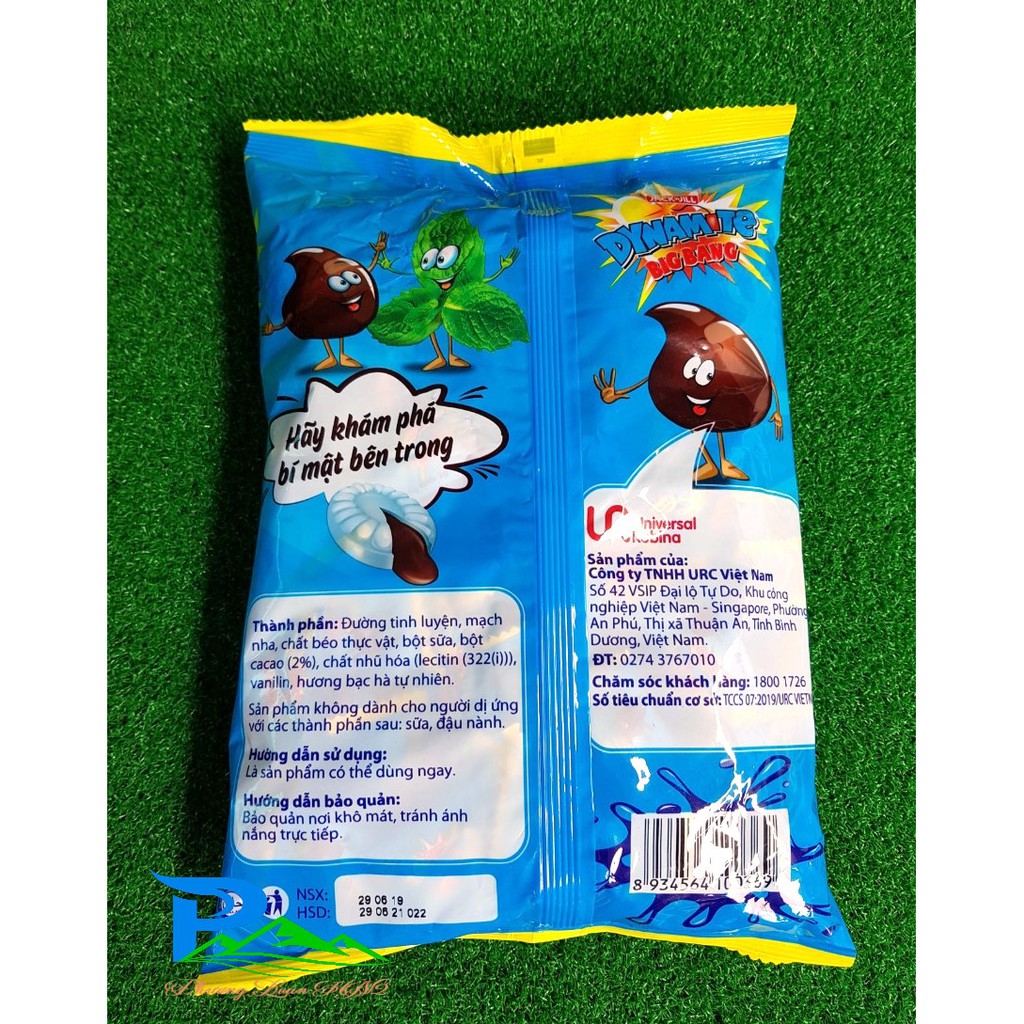 JACK 'n JILL
DYNAMITE
BIG BANG
Hãy khám phá
bí mật bên trong
Universal
Robina
Sản phẩm của:
Công ty TNHH URC Việt Nam
Số 42 VSIP Đại lộ Tự Do, Khu công
nghiệp Việt Nam - Singapore, Phường
An Phú, Thị xã Thuận An, Tỉnh Bình
Dương, Việt Nam.
ĐT: 0274 3767010
Chăm sóc khách hàng: 1800 1726
Số tiêu chuẩn cơ sở: TCCS 07:2019/URC VIETN
Thành phần: Đường tinh luyện, mạch
nha, chất béo thực vật, bột sữa, bột
cacao (2%), chất nhũ hóa (lecitin (322(i))),
vanilin, hương bạc hà tự nhiên.
Sản phẩm không dành cho người dị ứng
với các thành phần sau: sữa, đậu nành.
Hướng dẫn sử dụng:
Là sản phẩm có thể dùng ngay.
Hướng dẫn bảo quản:
Bảo quản nơi khô mát, tránh ánh
nắng trực tiếp.
NSX: 29 06 19
HSD: 29 06 21 022
8 934564 100369